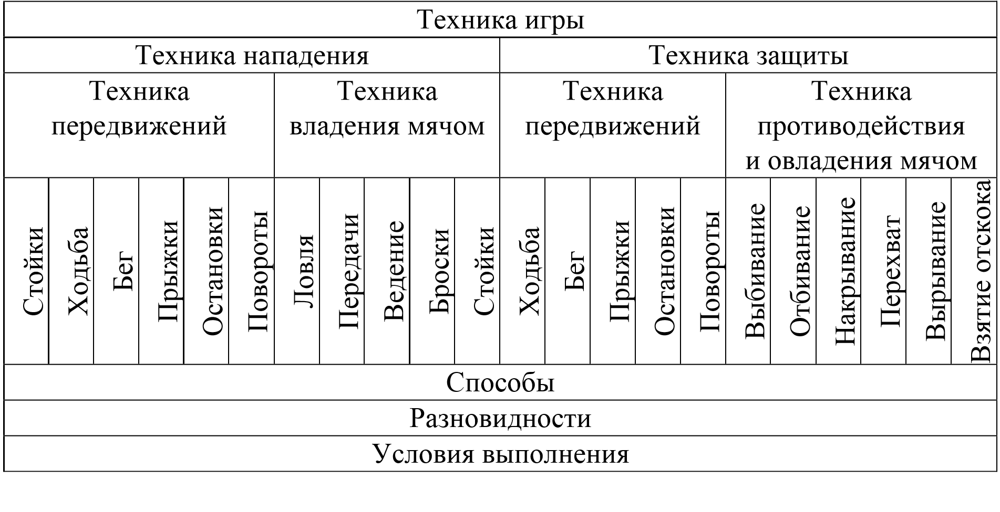 Техника игры
Техника нападения
Техника защиты
Техника
передвижений
Техника
владения мячом
Техника
передвижений
Техника
противодействия
и овладения мячом
Стойки
Ходьба
Бег
Прыжки
Остановки
Повороты
Ловля
Передачи
Ведение
Броски
Стойки
Ходьба
Бег
Прыжки
Остановки
Повороты
Выбивание
Отбивание
Накрывание
Перехват
Вырывание
Взятие отскока
Способы
Разновидности
Условия выполнения